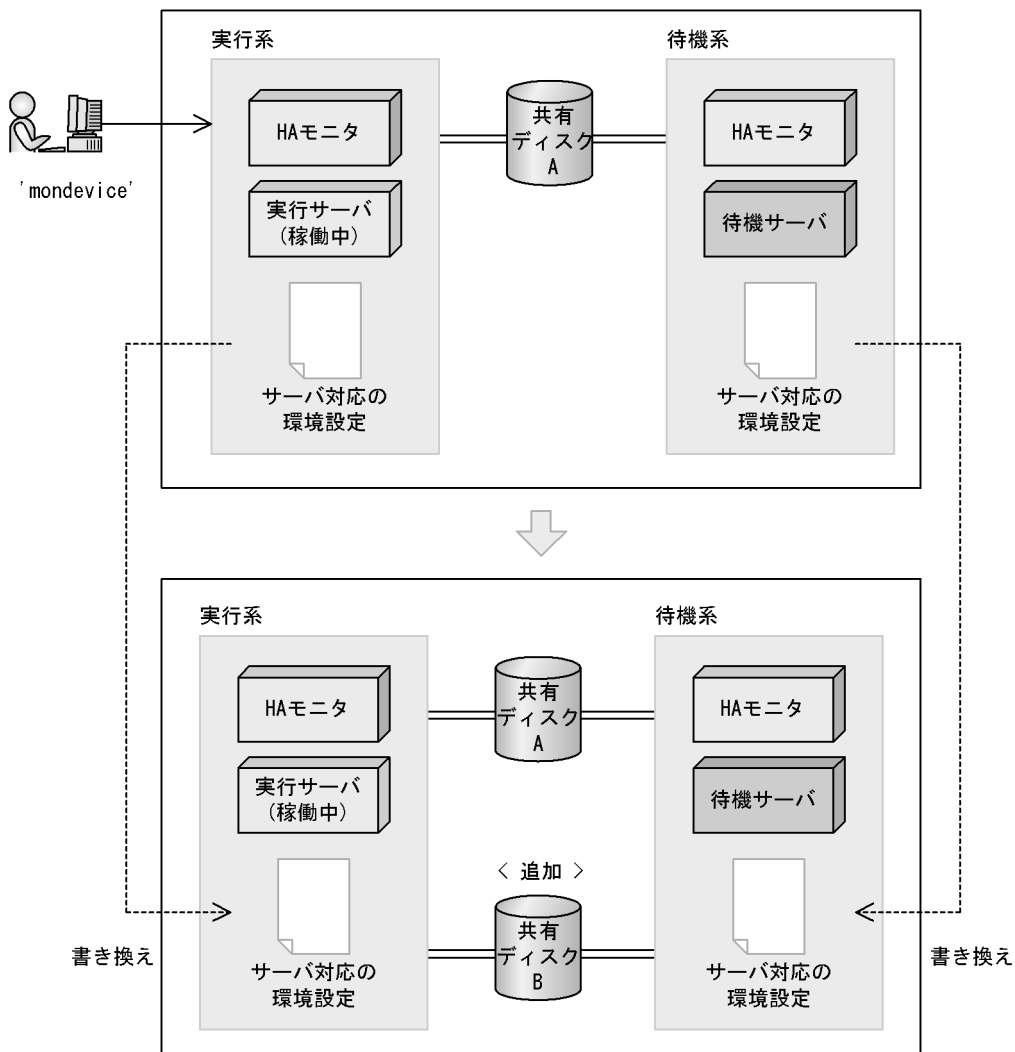 実行系
待機系
HAモニタ
共有
ディスク
A
HAモニタ
'mondevice'
実行サーバ
(稼働中)
待機サーバ
サーバ対応の
環境設定
サーバ対応の
環境設定
実行系
待機系
HAモニタ
共有
ディスク
A
HAモニタ
実行サーバ
(稼働中)
待機サーバ
< 追加 >
共有
ディスク
B
書き換え
書き換え
サーバ対応の
環境設定
サーバ対応の
環境設定